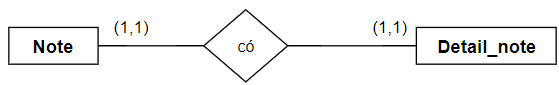 (1,1)
(1,1)
Note
có
Detail_note